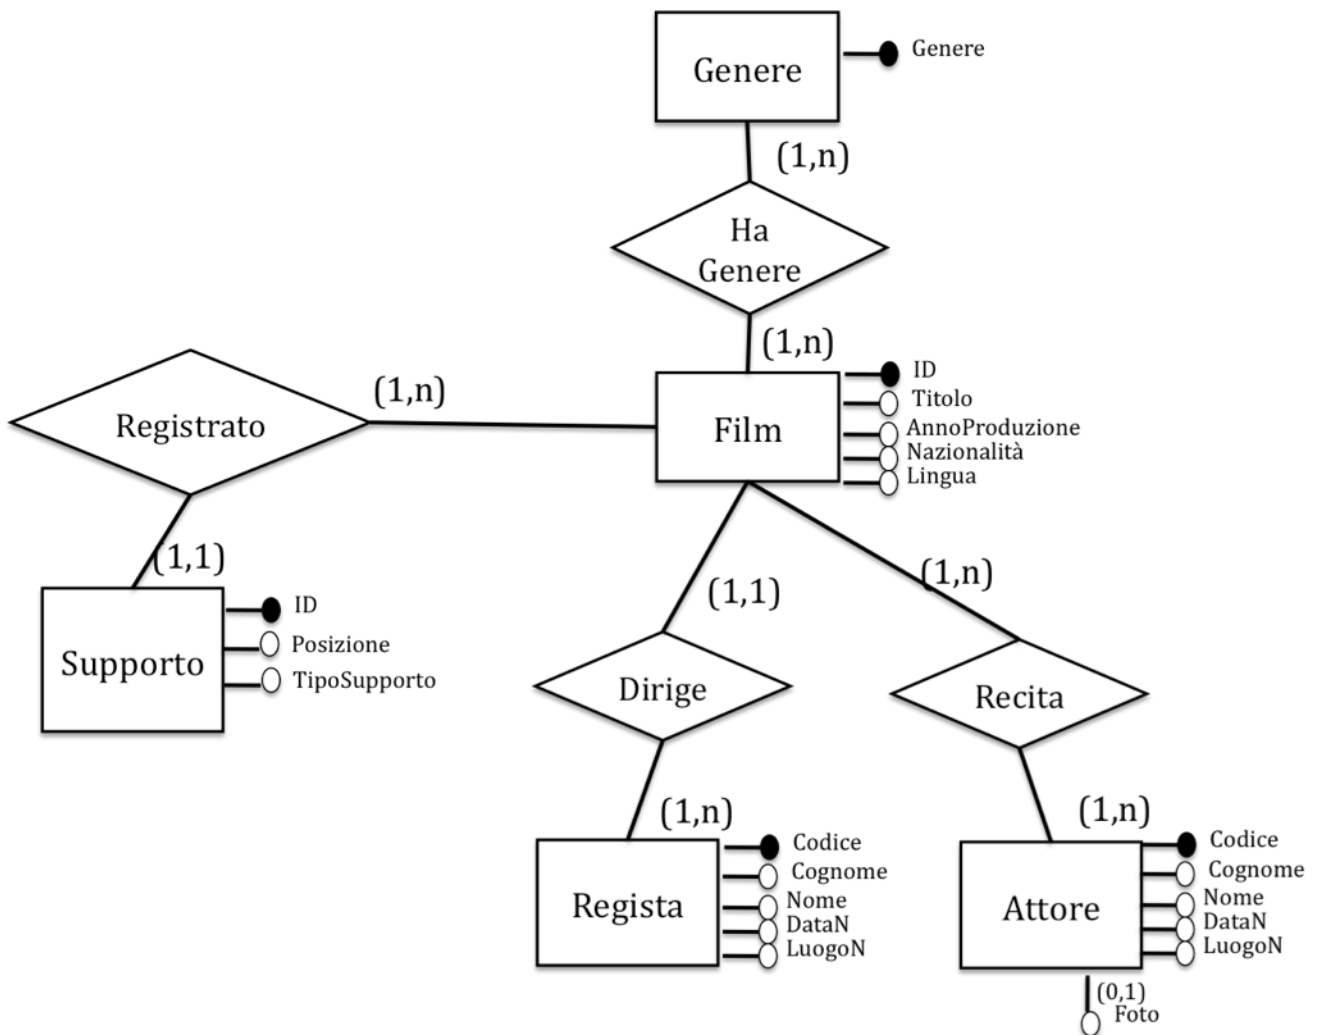 Genere
Genere
(1,n)
Ha
Genere
(1,n)
Registrato
(1,n)
Film
ID
Titolo
AnnoProduzione
Nazionalità
Lingua
(1,1)
Supporto
ID
Posizione
TipoSupporto
(1,1)
(1,n)
Dirige
Recita
(1,n)
Regista
Codice
Cognome
Nome
DataN
LuogoN
(1,n)
Attore
Codice
Cognome
Nome
DataN
LuogoN
(0,1)
Foto